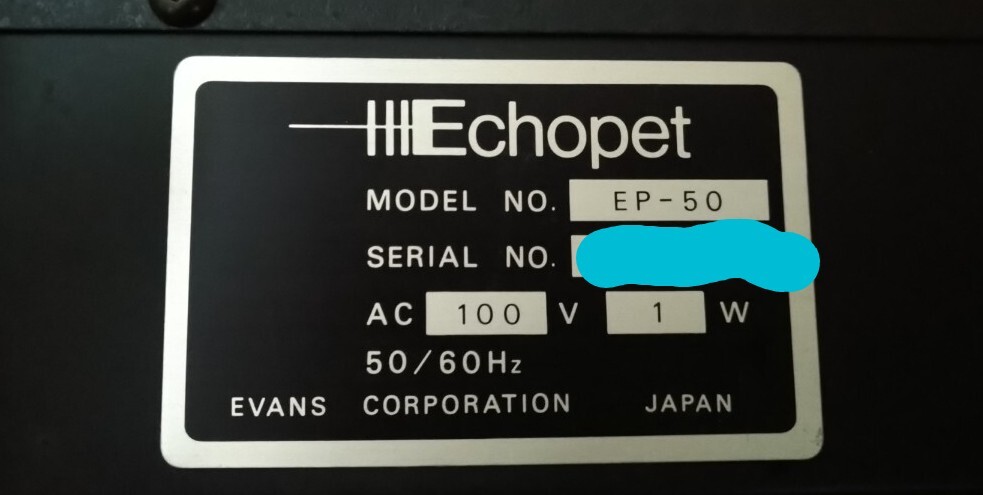 Echopet
MODEL NO. EP-50
SERIAL NO.
AC 100 V 1 W
50/60Hz
EVANS CORPORATION JAPAN